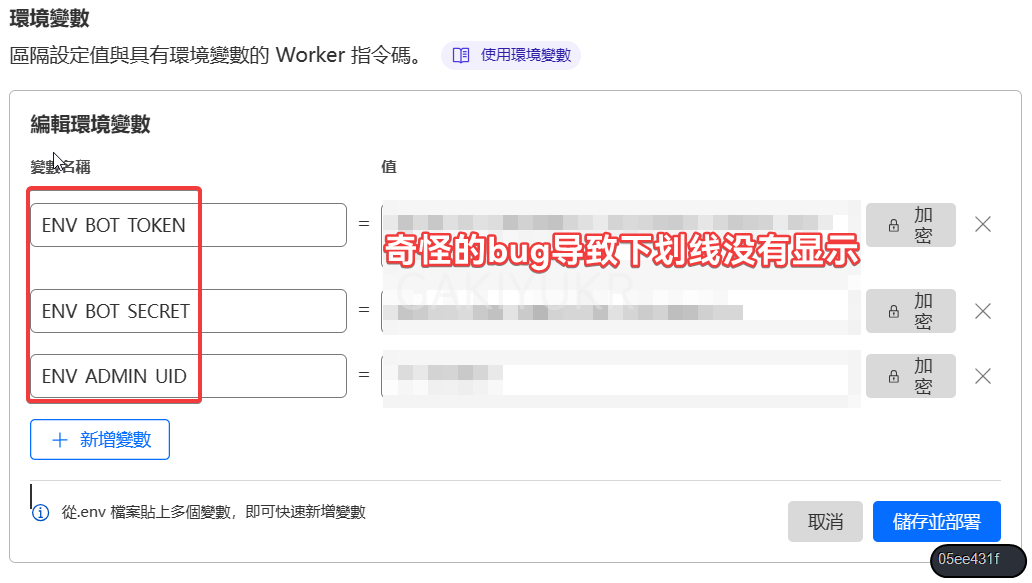 環境變數
區隔設定值與具有環境變數的 Worker 指令碼。 使用環境變數
編輯環境變數
變數名稱 值
ENV BOT TOKEN = 加密
奇怪的bug导致下划线没有显示
GAKIYUKR
ENV BOT SECRET = 加密
ENV ADMIN UID = 加密
新增變數
從.env 檔案貼上多個變數，即可快速新增變數
取消 儲存並部署
05ee431f